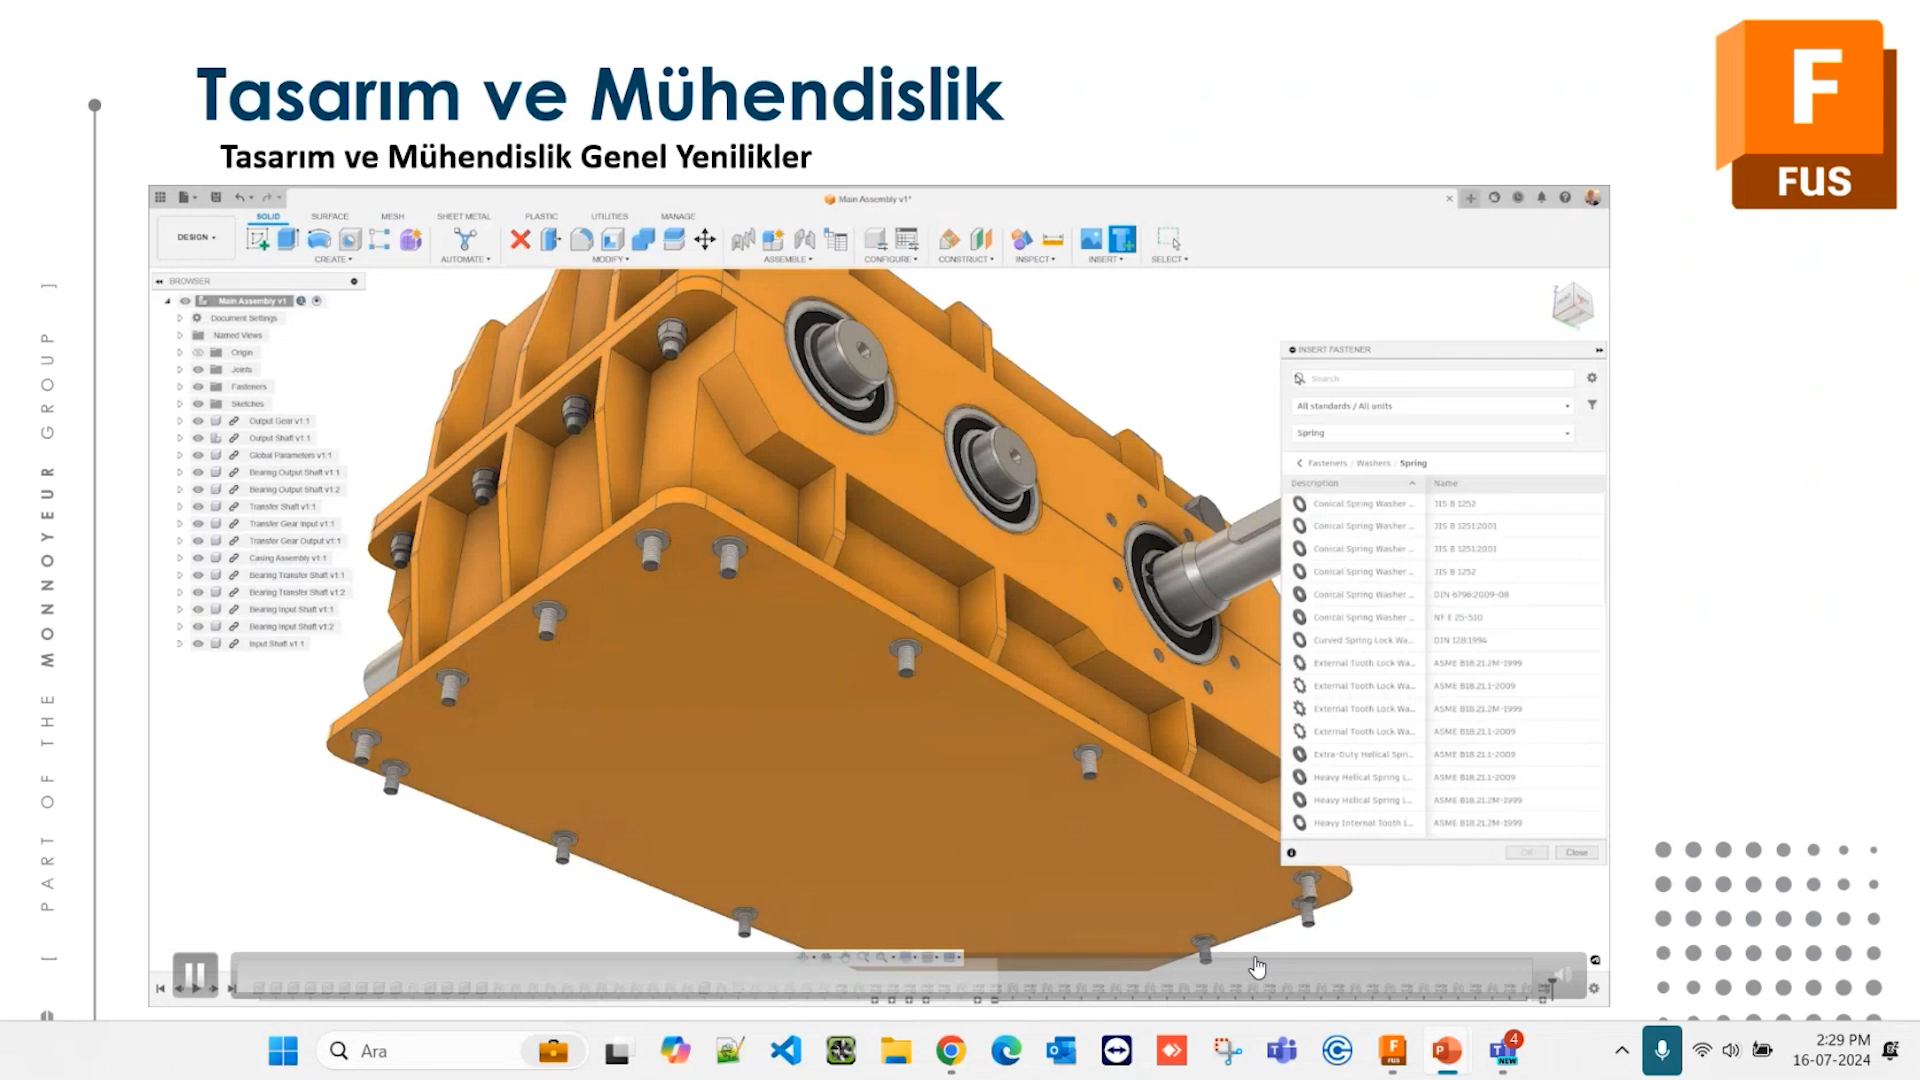 Tasarım ve Mühendislik
Tasarım ve Mühendislik Genel Yenilikler
F
FUS
[ PART OF THE MONNOYEUR GROUP ]
Main Assembly v1*
SOLID SURFACE MESH SHEET METAL PLASTIC UTILITIES MANAGE
DESIGN
CREATE AUTOMATE MODIFY ASSEMBLE CONFIGURE CONSTRUCT INSPECT INSERT SELECT
BROWSER
Main Assembly v1
Document Settings
Named Views
Origin
Joints
Fasteners
Sketches
Output Gear v1:1
Output Shaft v1:1
Global Parameters v1:1
Bearing Output Shaft v1:1
Bearing Output Shaft v1:2
Transfer Shaft v1:1
Transfer Gear Input v1:1
Transfer Gear Output v1:1
Casing Assembly v1:1
Bearing Transfer Shaft v1:1
Bearing Transfer Shaft v1:2
Bearing Input Shaft v1:1
Bearing Input Shaft v1:2
Input Shaft v1:1
INSERT FASTENER
Search
All standards / All units
Spring
Fasteners / Washers / Spring
Description Name
Conical Spring Washer ... JIS B 1252
Conical Spring Washer ... JIS B 1251:2001
Conical Spring Washer ... JIS B 1251:2001
Conical Spring Washer ... JIS B 1252
Conical Spring Washer ... DIN 6796:2009-08
Conical Spring Washer ... NF E 25-510
Curved Spring Lock Wa... DIN 128:1994
External Tooth Lock Wa... ASME B18.21.2M-1999
External Tooth Lock Wa... ASME B18.21.1-2009
External Tooth Lock Wa... ASME B18.21.2M-1999
External Tooth Lock Wa... ASME B18.21.1-2009
Extra-Duty Helical Spri... ASME B18.21.1-2009
Heavy Helical Spring L... ASME B18.21.1-2009
Heavy Helical Spring L... ASME B18.21.2M-1999
Heavy Internal Tooth L... ASME B18.21.2M-1999
OK Close
Ara
F
FUS
P
4
NEW
2:29 PM
16-07-2024